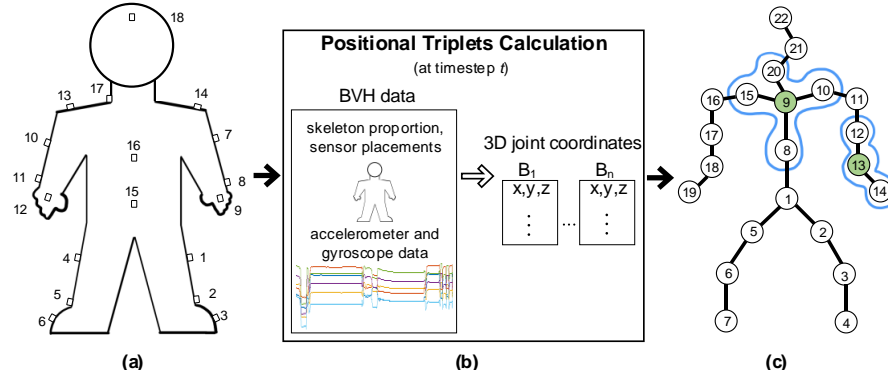 18
17
13
14
10
7
16
11
8
12
15
9
4
1
5
2
6
3
(a)
Positional Triplets Calculation
(at timestep t)
BVH data
skeleton proportion,
sensor placements
accelerometer and
gyroscope data
3D joint coordinates
B1 Bn
x,y,z x,y,z
...
(b)
22
21
20
16 15 9 10 11
17 12
18 8 13
19 14
1
5 2
6 3
7 4
(c)